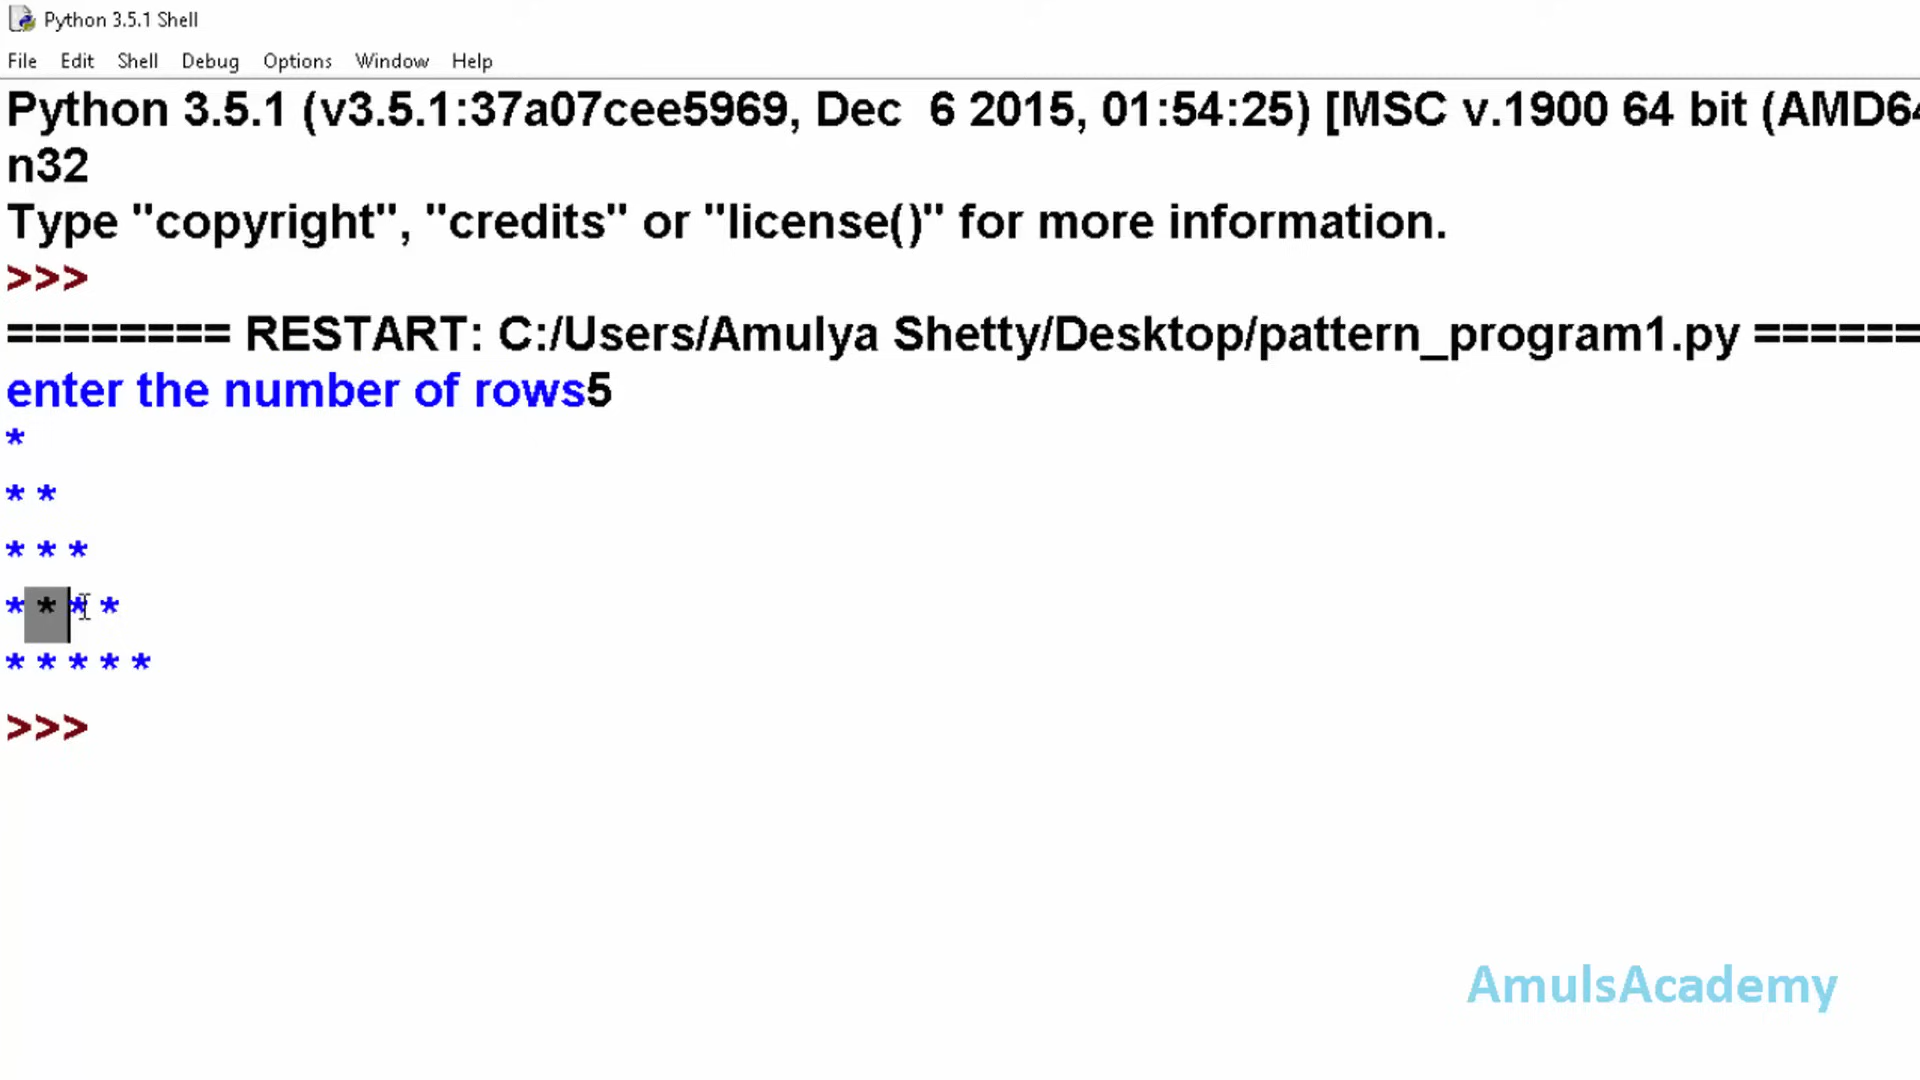 Python 3.5.1 Shell
File Edit Shell Debug Options Window Help
Python 3.5.1 (v3.5.1:37a07cee5969, Dec  6 2015, 01:54:25) [MSC v.1900 64 bit (AMD64
n32
Type "copyright", "credits" or "license()" for more information.
>>>
======== RESTART: C:/Users/Amulya Shetty/Desktop/pattern_program1.py ======
enter the number of rows5
*
* *
* * *
* * * *
* * * * *
>>>
AmulsAcademy